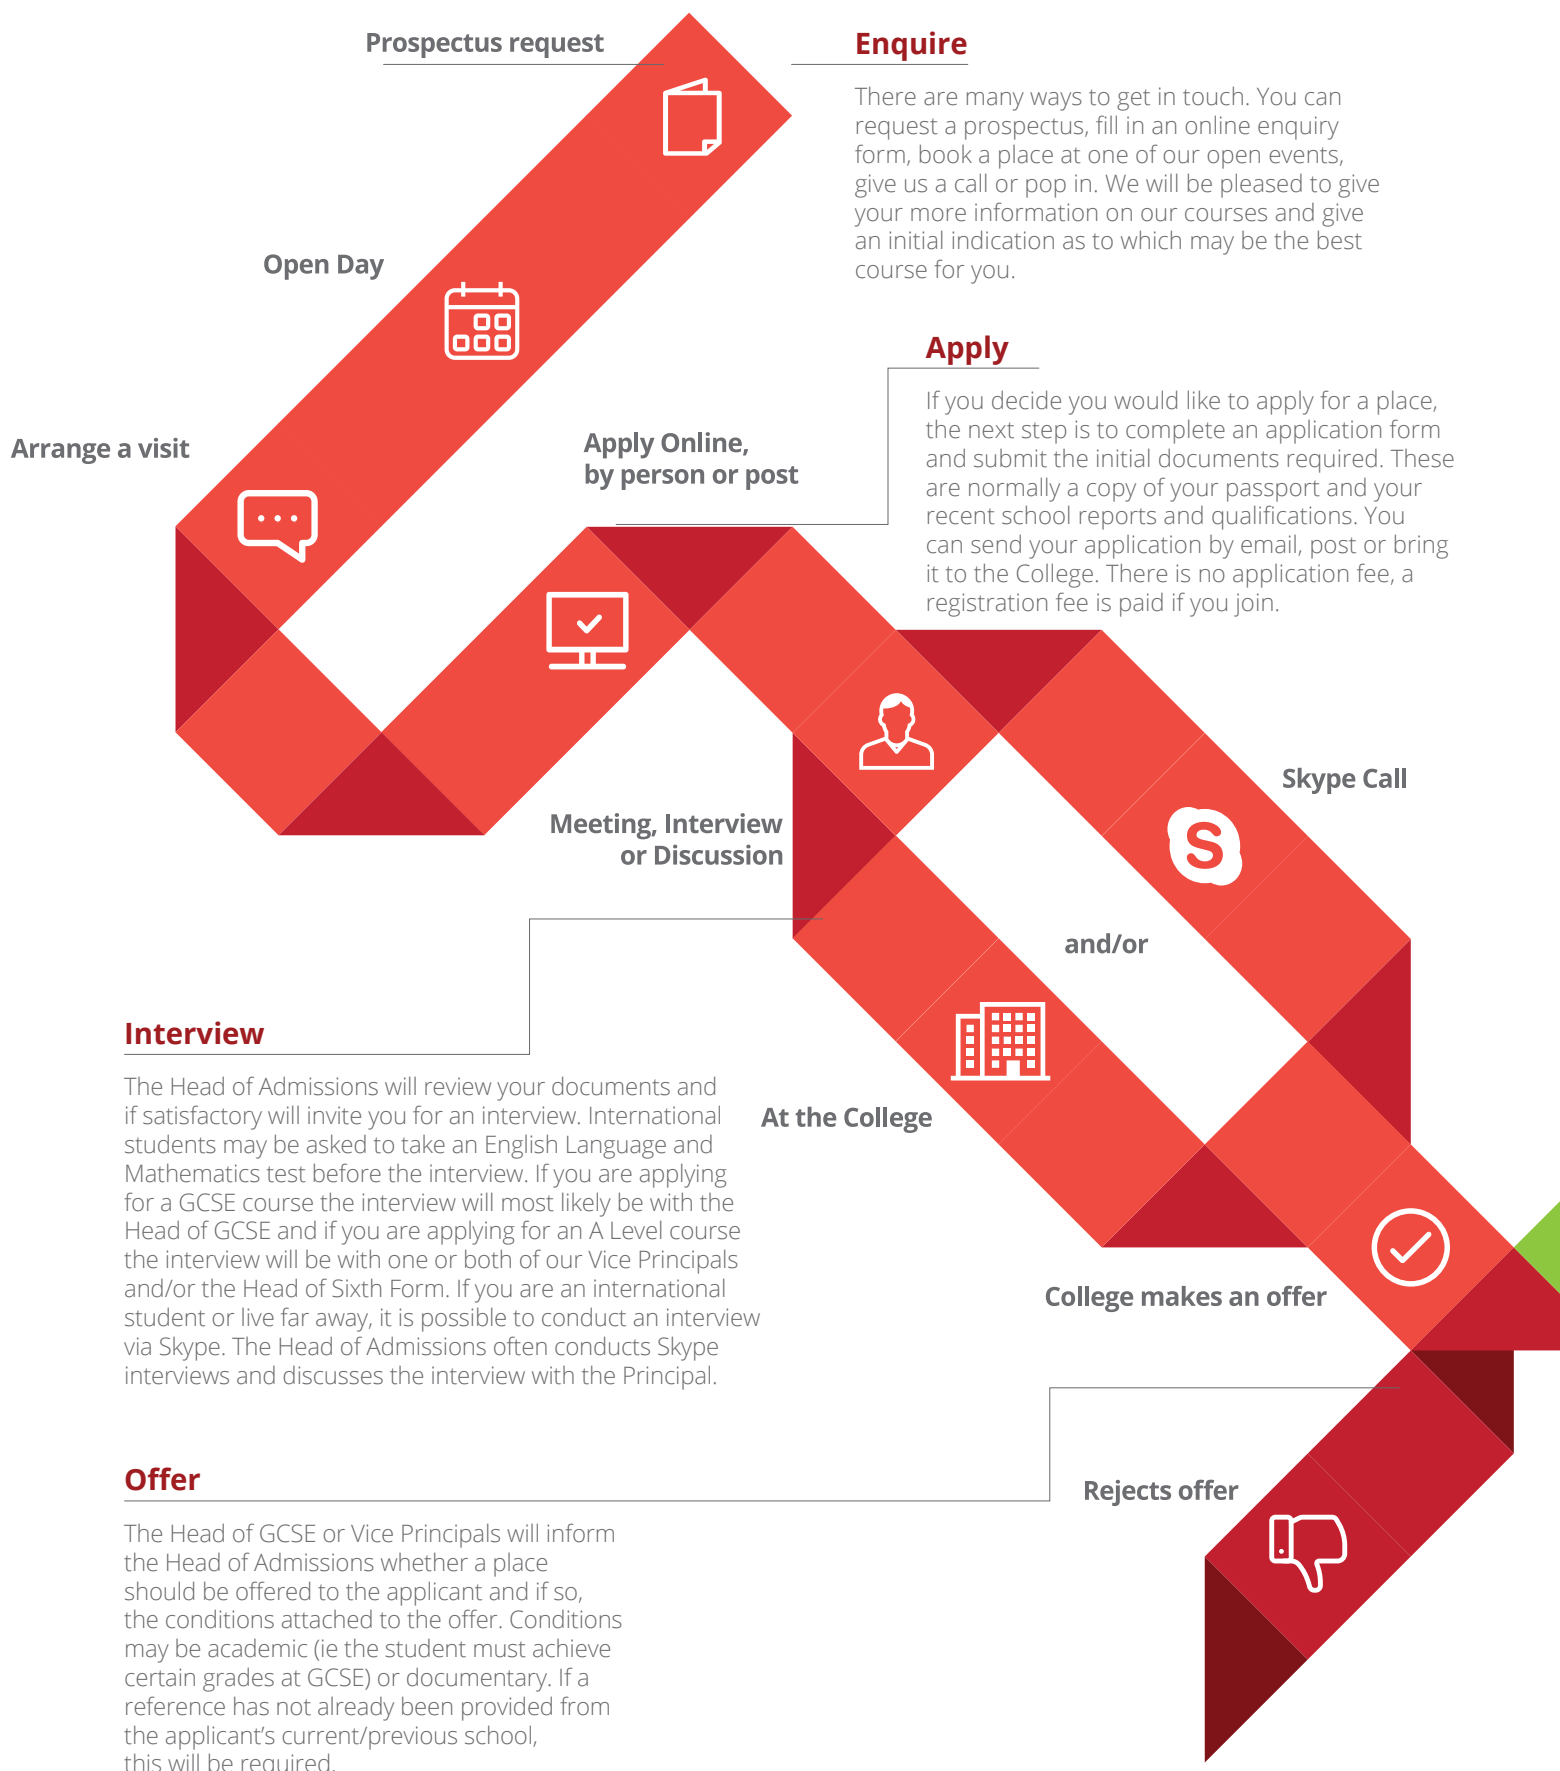 Prospectus request
Enquire
There are many ways to get in touch. You can
request a prospectus, fill in an online enquiry
form, book a place at one of our open events,
give us a call or pop in. We will be pleased to give
your more information on our courses and give
an initial indication as to which may be the best
course for you.
Open Day
Apply
If you decide you would like to apply for a place,
the next step is to complete an application form
and submit the initial documents required. These
are normally a copy of your passport and your
recent school reports and qualifications. You
can send your application by email, post or bring
it to the College. There is no application fee, a
registration fee is paid if you join.
Arrange a visit
Apply Online,
by person or post
Skype Call
Meeting, Interview
or Discussion
S
and/or
Interview
The Head of Admissions will review your documents and
if satisfactory will invite you for an interview. International
students may be asked to take an English Language and
Mathematics test before the interview. If you are applying
for a GCSE course the interview will most likely be with the
Head of GCSE and if you are applying for an A Level course
the interview will be with one or both of our Vice Principals
and/or the Head of Sixth Form. If you are an international
student or live far away, it is possible to conduct an interview
via Skype. The Head of Admissions often conducts Skype
interviews and discusses the interview with the Principal.
At the College
College makes an offer
Offer
The Head of GCSE or Vice Principals will inform
the Head of Admissions whether a place
should be offered to the applicant and if so,
the conditions attached to the offer. Conditions
may be academic (ie the student must achieve
certain grades at GCSE) or documentary. If a
reference has not already been provided from
the applicant's current/previous school,
this will be required.
Rejects offer